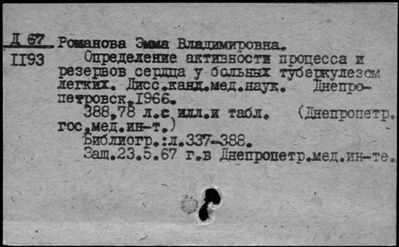 Д 67 Романова Эмма Владимировна.
1193 Определение активности процесса и
резервов сердца у больных туберкулезом
легких. Дисс.канд.мед.наук. Днепро-
петровск,1966.
388,78 л.с илл.и табл. (Днепропетр.
гос.мед.ин-т.)
Библиогр.:л.337-388.
Защ.23.5.67 г.в Днепропетр.мед.ин-те.